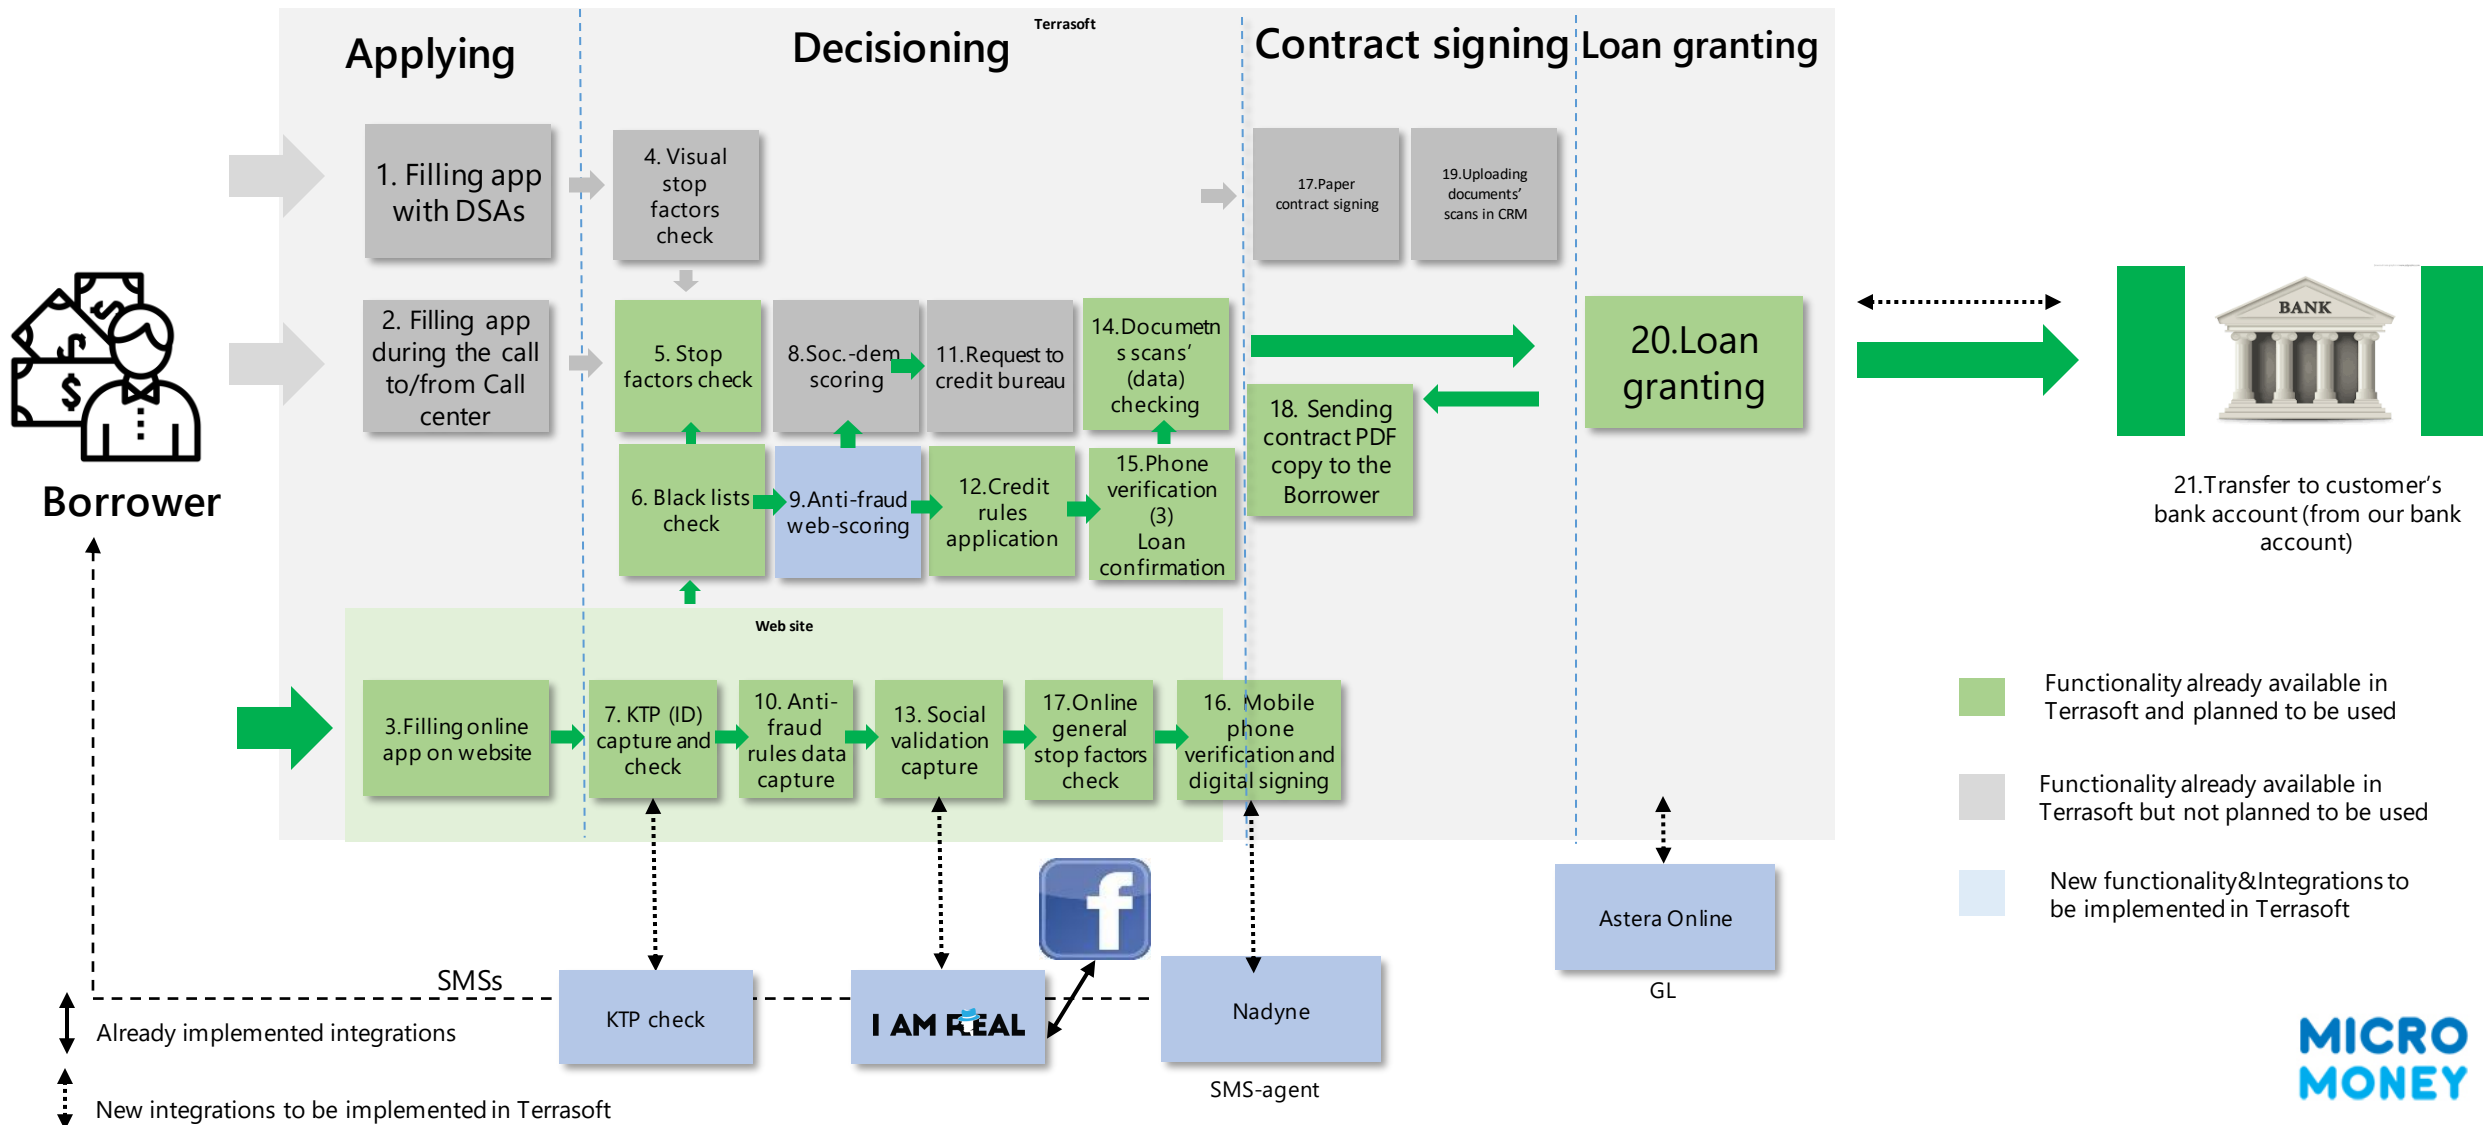 Terrasoft
Applying
Decisioning
Contract signing
Loan granting
1. Filling app
with DSAs
4. Visual
stop
factors
check
17.Paper
contract signing
19.Uploading
documents’
scans in CRM
2. Filling app
during the call
to/from Call
center
5. Stop
factors check
8.Soc.-dem
scoring
11.Request to
credit bureau
14.Documetn
s scans’
(data)
checking
20.Loan
granting
BANK
18. Sending
contract PDF
copy to the
Borrower
6. Black lists
check
9.Anti-fraud
web-scoring
12.Credit
rules
application
15.Phone
verification
(3)
Loan
confirmation
Borrower
21.Transfer to customer’s
bank account (from our bank
account)
Web site
3.Filling online
app on website
7. KTP (ID)
capture and
check
10. Anti-
fraud
rules data
capture
13. Social
validation
capture
17.Online
general
stop factors
check
16. Mobile
phone
verification and
digital signing
Functionality already available in
Terrasoft and planned to be used
Functionality already available in
Terrasoft but not planned to be used
New functionality&Integrations to
be implemented in Terrasoft
f
Astera Online
GL
SMSs
KTP check
I AM REAL
Nadyne
SMS-agent
Already implemented integrations
New integrations to be implemented in Terrasoft
MICRO
MONEY